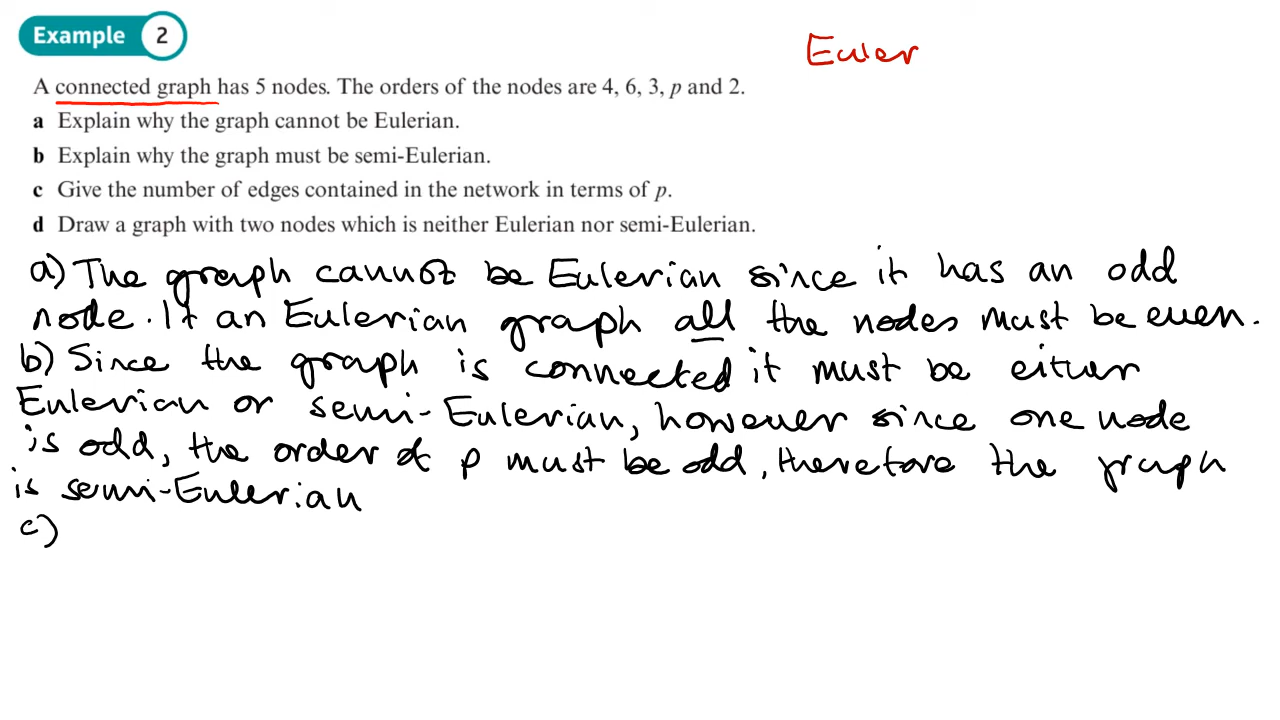 Example 2
Euler
A connected graph has 5 nodes. The orders of the nodes are 4, 6, 3, p and 2.
a Explain why the graph cannot be Eulerian.
b Explain why the graph must be semi-Eulerian.
c Give the number of edges contained in the network in terms of p.
d Draw a graph with two nodes which is neither Eulerian nor semi-Eulerian.
a) The graph cannot be Eulerian since it has an odd
node. If an Eulerian graph all the nodes must be even.
b) Since the graph is connected it must be either
Eulerian or semi-Eulerian, however since one node
is odd, the order of p must be odd, therefore the graph
is semi-Eulerian
c)